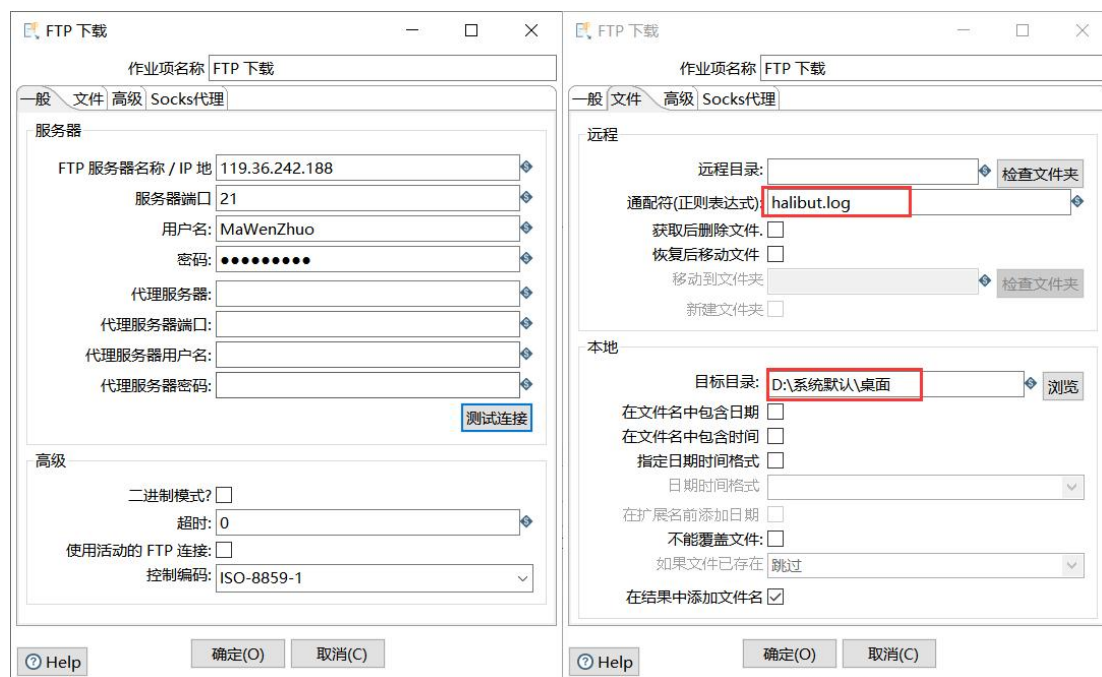 FTP 下载
作业项名称 FTP 下载
一般 文件 高级 Socks代理
服务器
FTP 服务器名称 / IP 地 119.36.242.188
服务器端口 21
用户名: MaWenZhuo
密码: ●●●●●●●●●
代理服务器:
代理服务器端口:
代理服务器用户名:
代理服务器密码:
测试连接
高级
二进制模式?
超时: 0
使用活动的 FTP 连接:
控制编码: ISO-8859-1
Help 确定(O) 取消(C)
FTP 下载
作业项名称 FTP 下载
一般 文件 高级 Socks代理
远程
远程目录: 检查文件夹
通配符(正则表达式): halibut.log
获取后删除文件.
恢复后移动文件
移动到文件夹 检查文件夹
新建文件夹
本地
目标目录: D:\系统默认\桌面 浏览
在文件名中包含日期
在文件名中包含时间
指定日期时间格式
日期时间格式
在扩展名前添加日期
不能覆盖文件:
如果文件已存在 跳过
在结果中添加文件名
Help 确定(O) 取消(C)